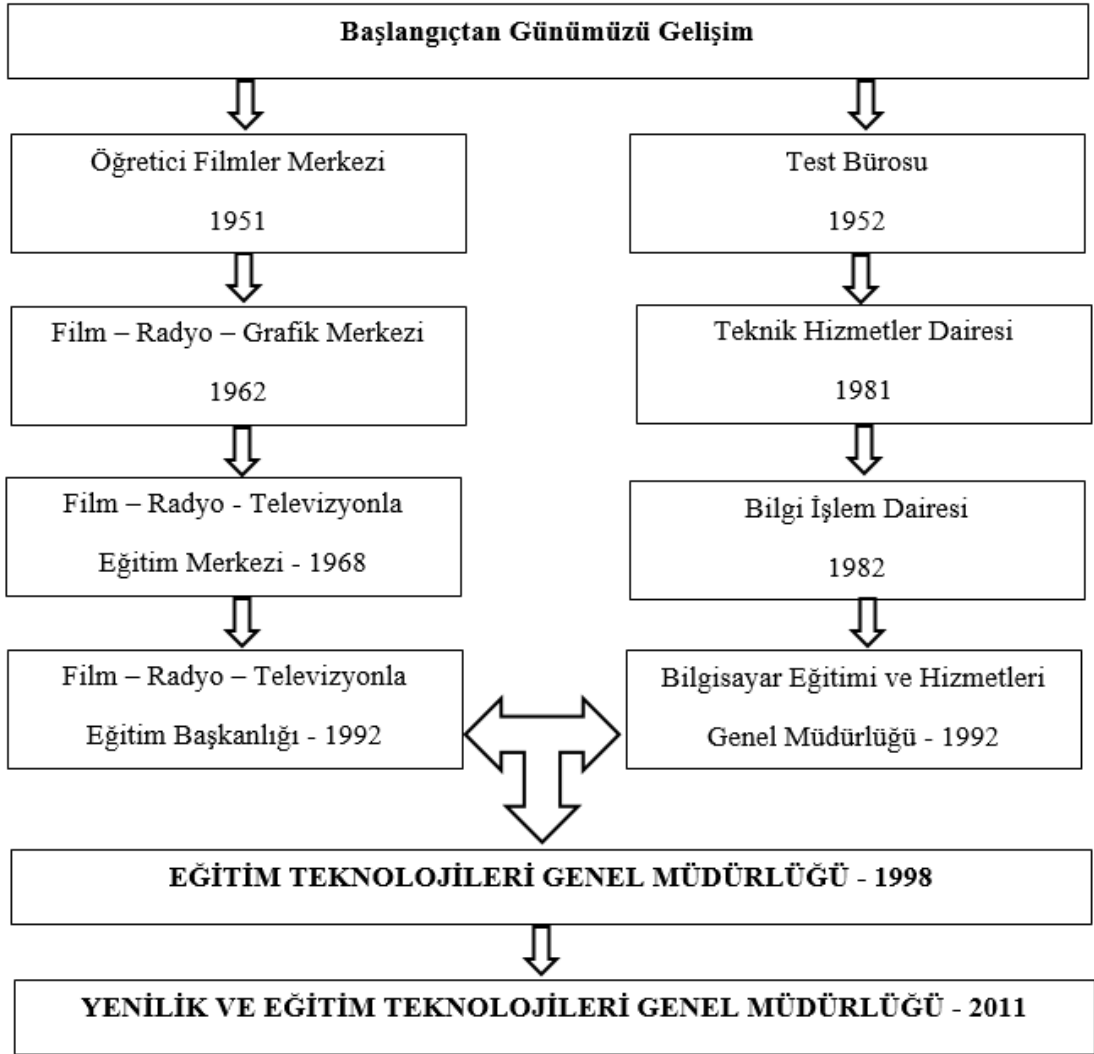 Başlangıçtan Günümüzü Gelişim
Öğretici Filmler Merkezi
1951
Test Bürosu
1952
Film – Radyo – Grafik Merkezi
1962
Teknik Hizmetler Dairesi
1981
Film – Radyo - Televizyonla
Eğitim Merkezi - 1968
Bilgi İşlem Dairesi
1982
Film – Radyo – Televizyonla
Eğitim Başkanlığı - 1992
Bilgisayar Eğitimi ve Hizmetleri
Genel Müdürlüğü - 1992
EĞİTİM TEKNOLOJİLERİ GENEL MÜDÜRLÜĞÜ - 1998
YENİLİK VE EĞİTİM TEKNOLOJİLERİ GENEL MÜDÜRLÜĞÜ - 2011